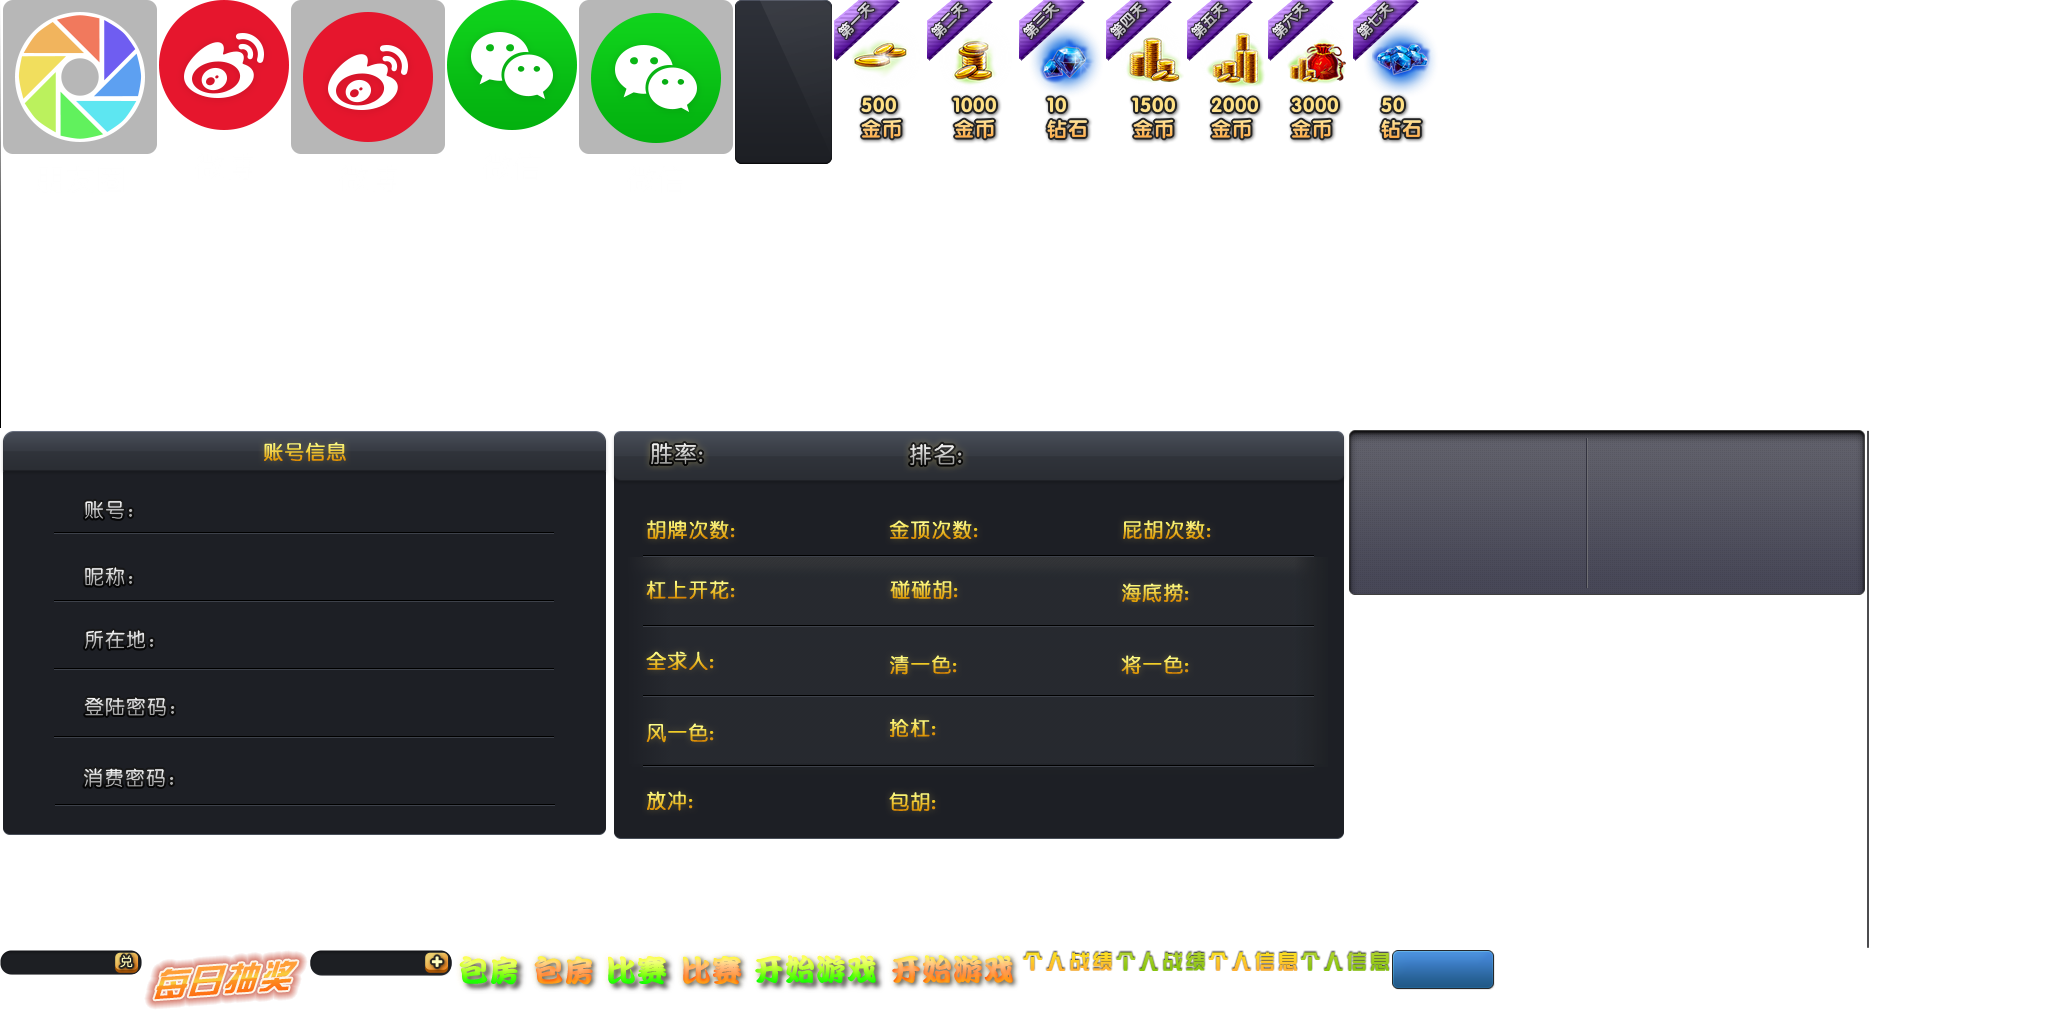 第一天
第二天
第三天
第四天
第五天
第六天
第七天
500
金币
1000
金币
10
钻石
1500
金币
2000
金币
3000
金币
50
钻石
账号信息
账号：
昵称：
所在地：
登陆密码：
消费密码：
胜率:
排名:
胡牌次数:
金顶次数:
屁胡次数:
杠上开花:
碰碰胡:
海底捞:
全求人:
清一色:
将一色:
风一色:
抢杠:
放冲:
包胡:
兑
每日抽奖
包房
包房
比赛
比赛
开始游戏
开始游戏
个人战绩
个人战绩
个人信息
个人信息